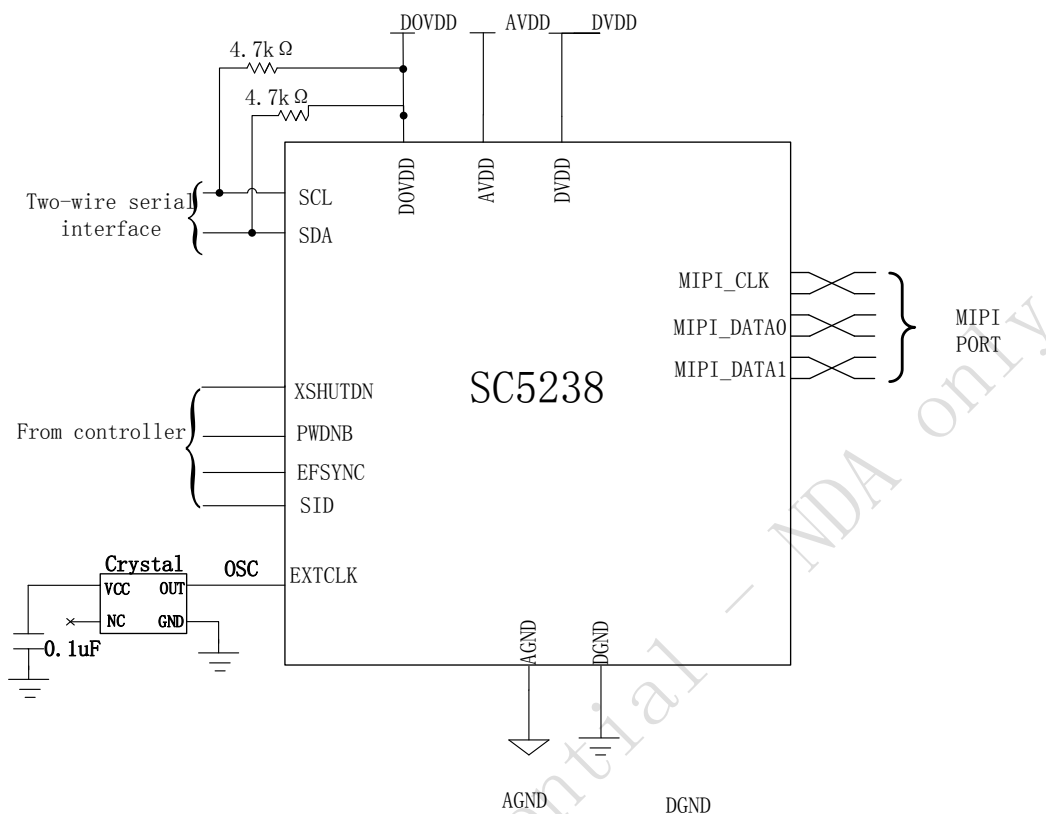 DOVDD
AVDD
DVDD
4.7kΩ
4.7kΩ
DOVDD
AVDD
DVDD
Two-wire serial
interface
SCL
SDA
MIPI_CLK
MIPI_DATA0
MIPI_DATA1
MIPI
PORT
SC5238
From controller
XSHUTDN
PWDNB
EFSYNC
SID
Crystal
VCC
OUT
NC
GND
OSC
EXTCLK
0.1uF
AGND
DGND
AGND
DGND
ential - NDA only